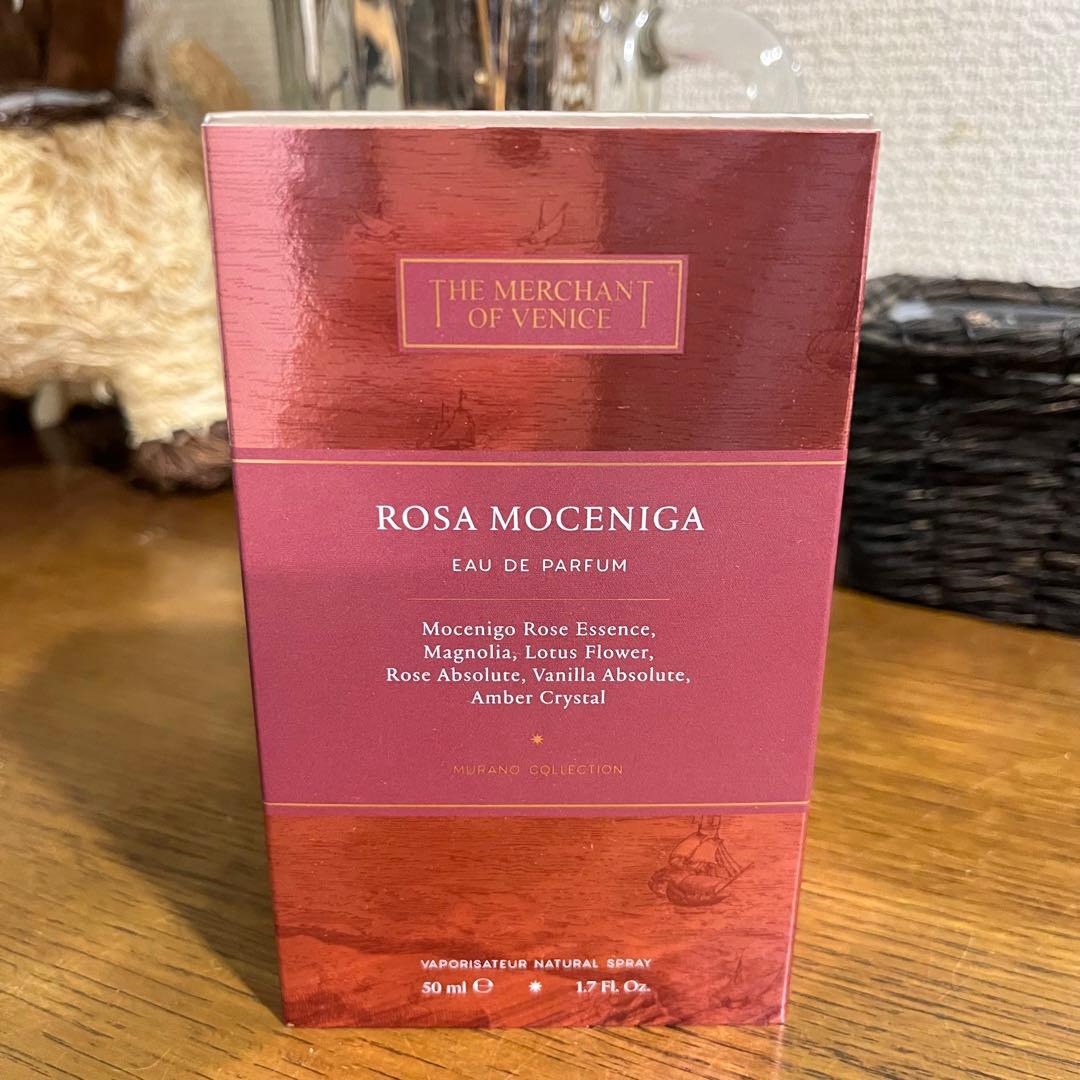 THE MERCHANT
OF VENICE
ROSA MOCENIGA
EAU DE PARFUM
Mocenigo Rose Essence,
Magnolia, Lotus Flower,
Rose Absolute, Vanilla Absolute,
Amber Crystal
MURANO COLLECTION
VAPORISATEUR NATURAL SPRAY
50 ml ℮ 1.7 Fl. Oz.